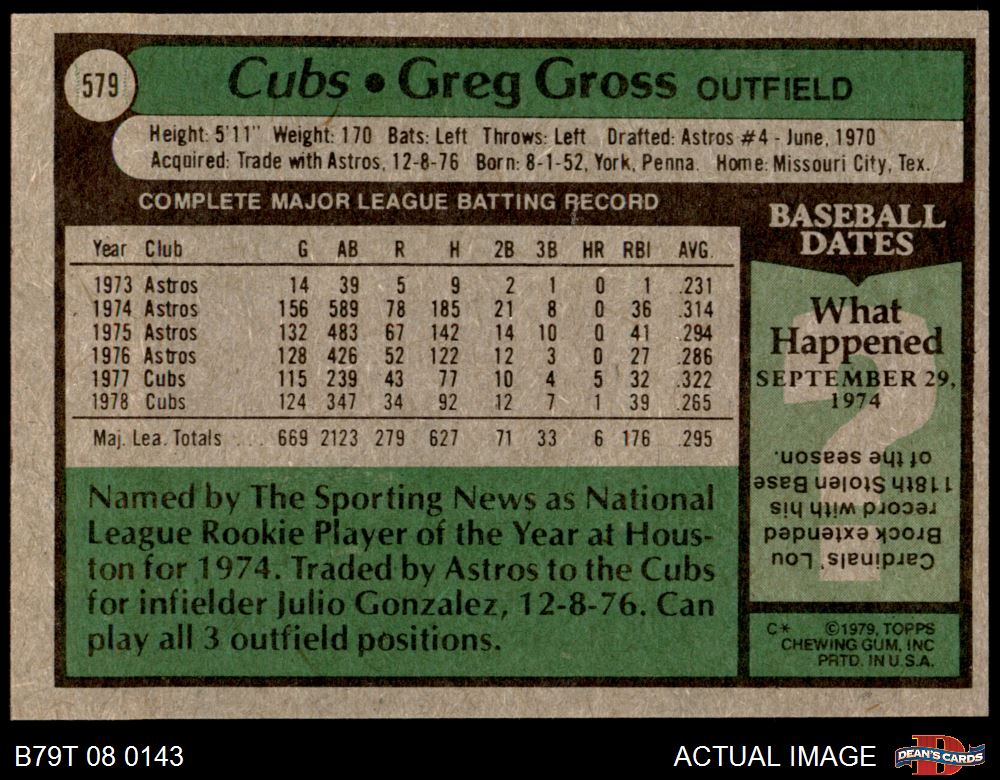 579
Cubs • Greg Gross OUTFIELD
Height: 5'11" Weight: 170 Bats: Left Throws: Left Drafted: Astros #4 - June, 1970
Acquired: Trade with Astros, 12-8-76 Born: 8-1-52, York, Penna. Home: Missouri City, Tex.
COMPLETE MAJOR LEAGUE BATTING RECORD
Year Club G AB R H 2B 3B HR RBI AVG.
1973 Astros 14 39 5 9 2 1 0 1 .231
1974 Astros 156 589 78 185 21 8 0 36 .314
1975 Astros 132 483 67 142 14 10 0 41 .294
1976 Astros 128 426 52 122 12 3 0 27 .286
1977 Cubs 115 239 43 77 10 4 5 32 .322
1978 Cubs 124 347 34 92 12 7 1 39 .265
Maj. Lea. Totals 669 2123 279 627 71 33 6 176 .295
Named by The Sporting News as National
League Rookie Player of the Year at Hous-
ton for 1974. Traded by Astros to the Cubs
for infielder Julio Gonzalez, 12-8-76. Can
play all 3 outfield positions.
BASEBALL
DATES
What
Happened
SEPTEMBER 29,
1974
?
Cardinals' Lou
Brock extended
record with his
118th Stolen Base
of the season.
C* ©1979, TOPPS
CHEWING GUM, INC
PRTD. IN U.S.A.
B79T 08 0143
ACTUAL IMAGE
D
DEAN'S CARDS